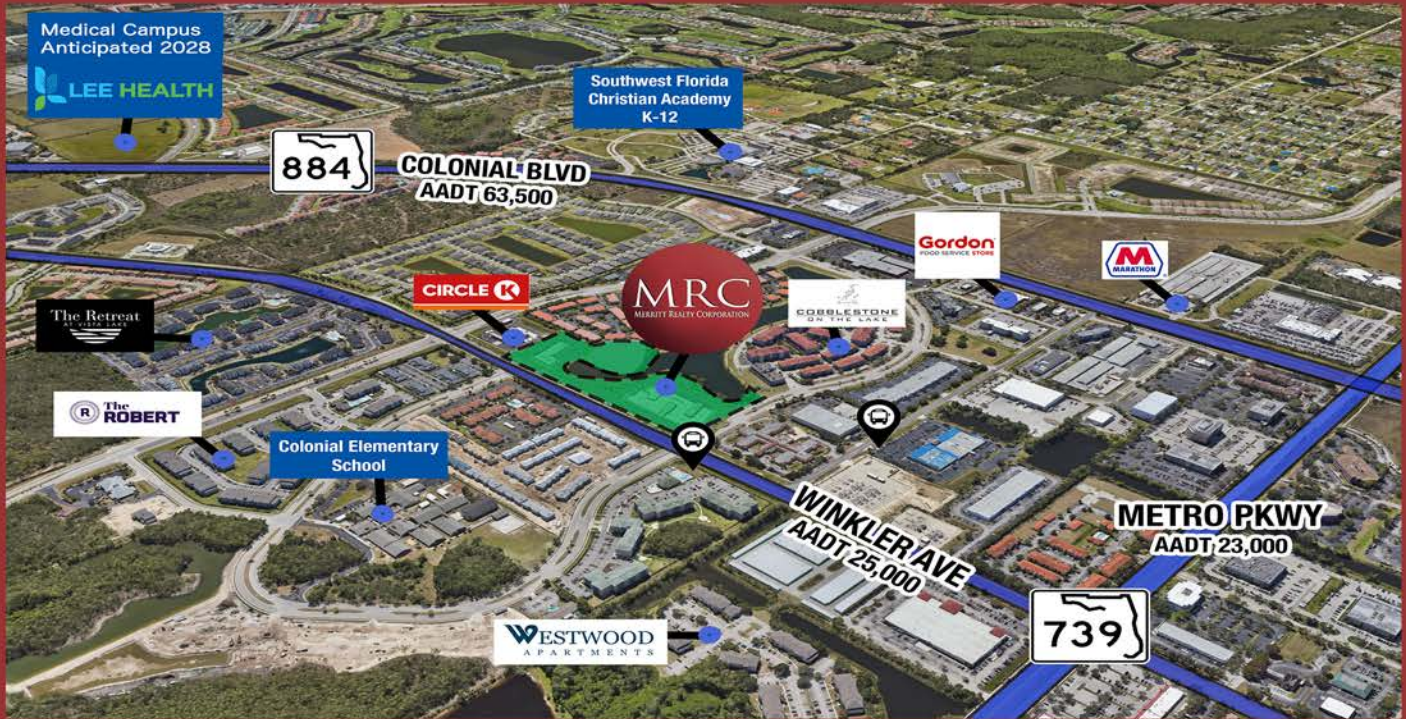 Medical Campus
Anticipated 2028
LEE HEALTH
Southwest Florida
Christian Academy
K-12
884
COLONIAL BLVD
AADT 63,500
Gordon
FOOD SERVICE STORE
M
MARATHON
CIRCLE K
MRC
MERRITT REALTY CORPORATION
COBBLESTONE
ON THE LAKE
The Retreat
AT VISTA LAKE
R The
ROBERT
Colonial Elementary
School
WINKLER AVE
AADT 25,000
METRO PKWY
AADT 23,000
739
WESTWOOD
APARTMENTS